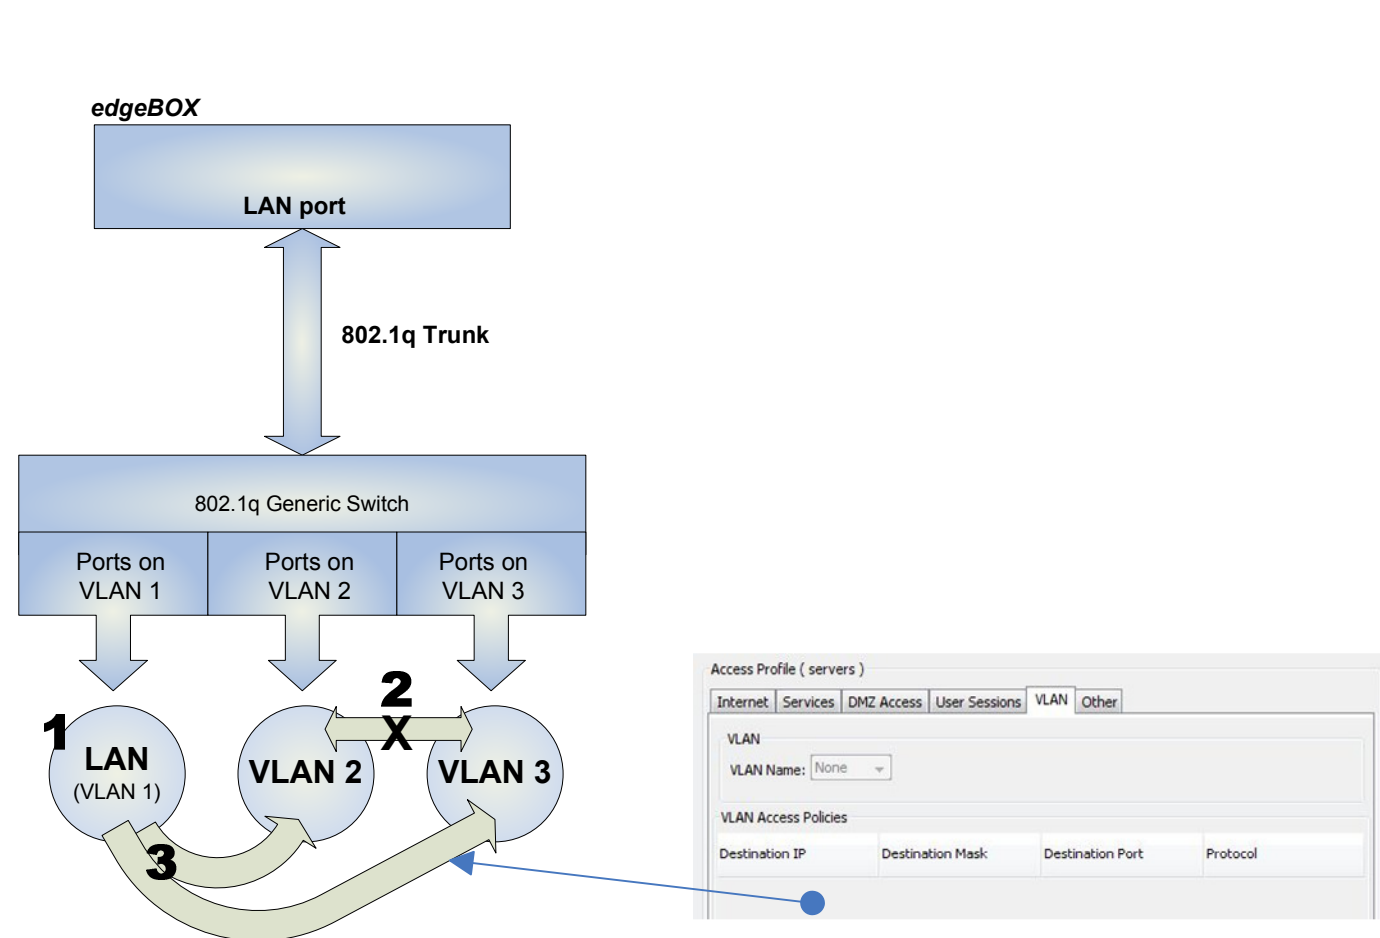 edgeBOX
LAN port
802.1q Trunk
802.1q Generic Switch
Ports on
VLAN 1
Ports on
VLAN 2
Ports on
VLAN 3
1
LAN
(VLAN 1)
VLAN 2
2
X
VLAN 3
3
Access Profile ( servers )
Internet Services DMZ Access User Sessions VLAN Other
VLAN
VLAN Name: None
VLAN Access Policies
Destination IP Destination Mask Destination Port Protocol